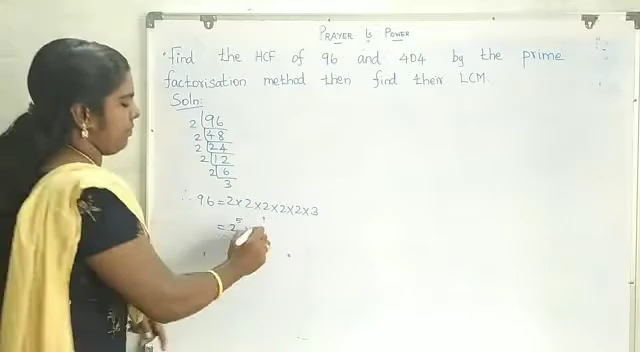 PRAYER IS POWER
Find the HCF of 96 and 404 by the prime
factorisation method then find their LCM.
Soln:
2 | 96
2 | 48
2 | 24
2 | 12
2 | 6
3
∴ 96 = 2×2×2×2×2×3
= 2⁵